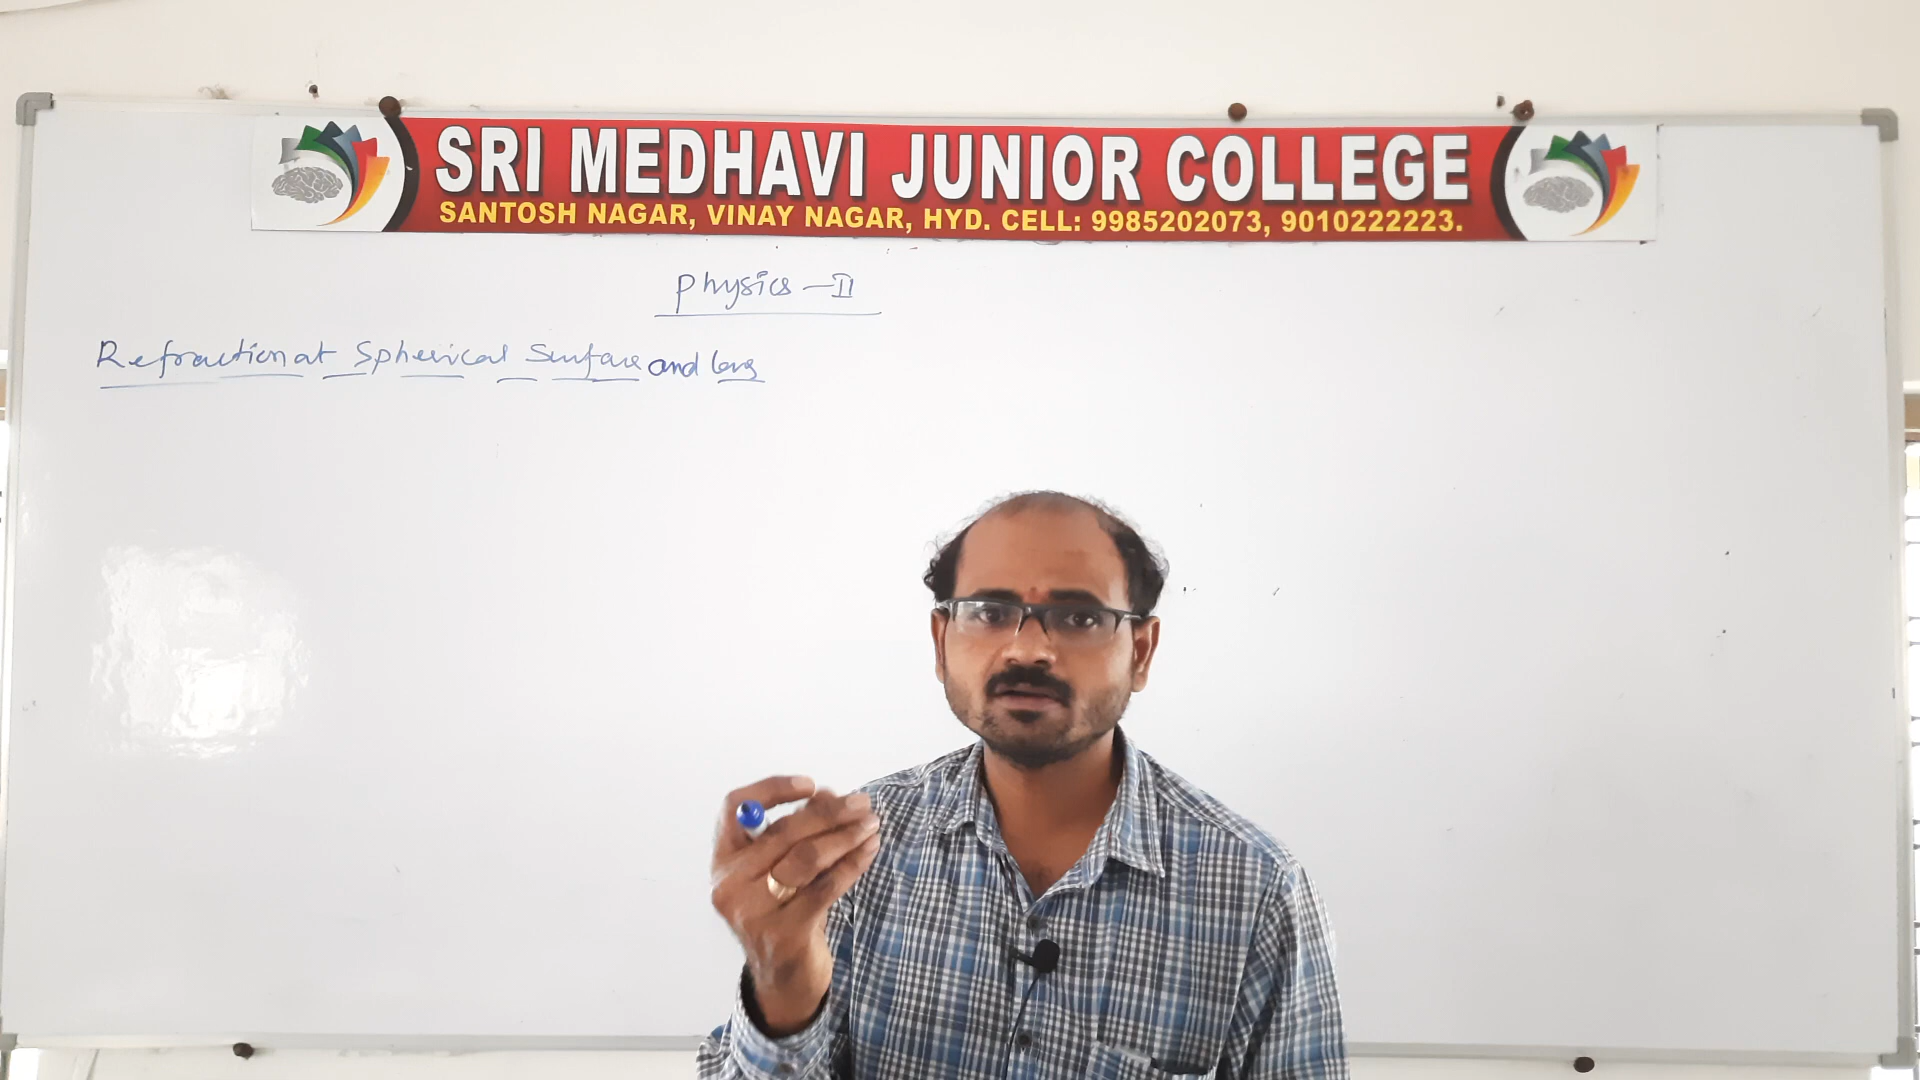 SRI MEDHAVI JUNIOR COLLEGE
SANTOSH NAGAR, VINAY NAGAR, HYD. CELL: 9985202073, 9010222223.
Physics - II
Refraction at Spherical Surface and lens